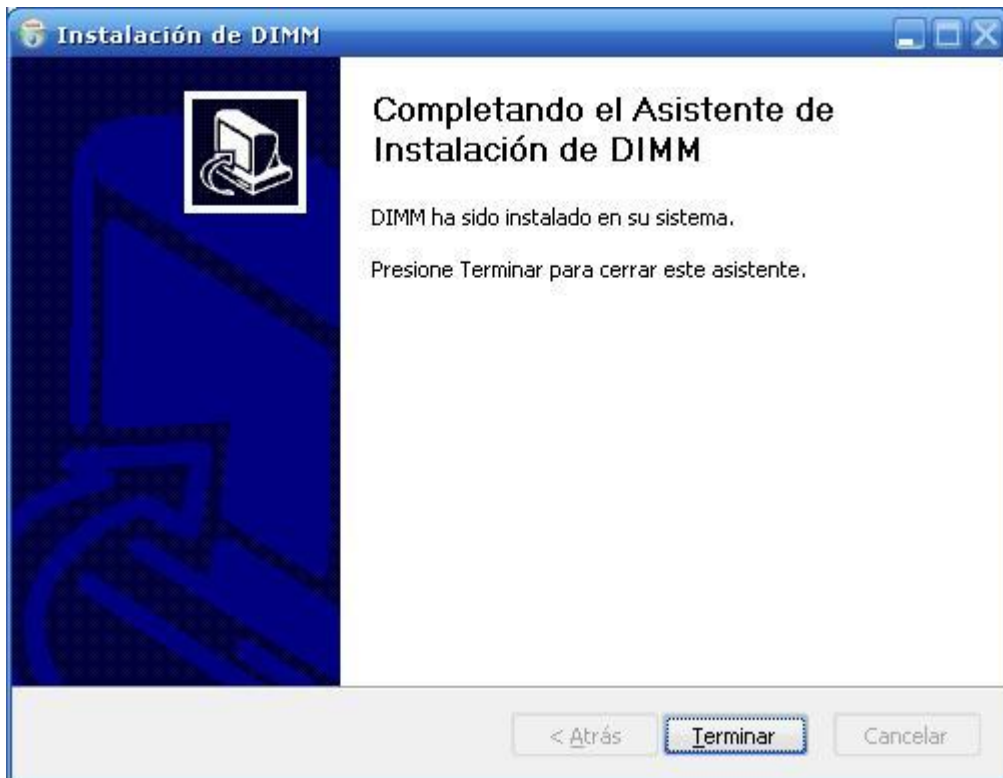 Instalación de DIMM
Completando el Asistente de
Instalación de DIMM
DIMM ha sido instalado en su sistema.
Presione Terminar para cerrar este asistente.
< Atrás
Terminar
Cancelar